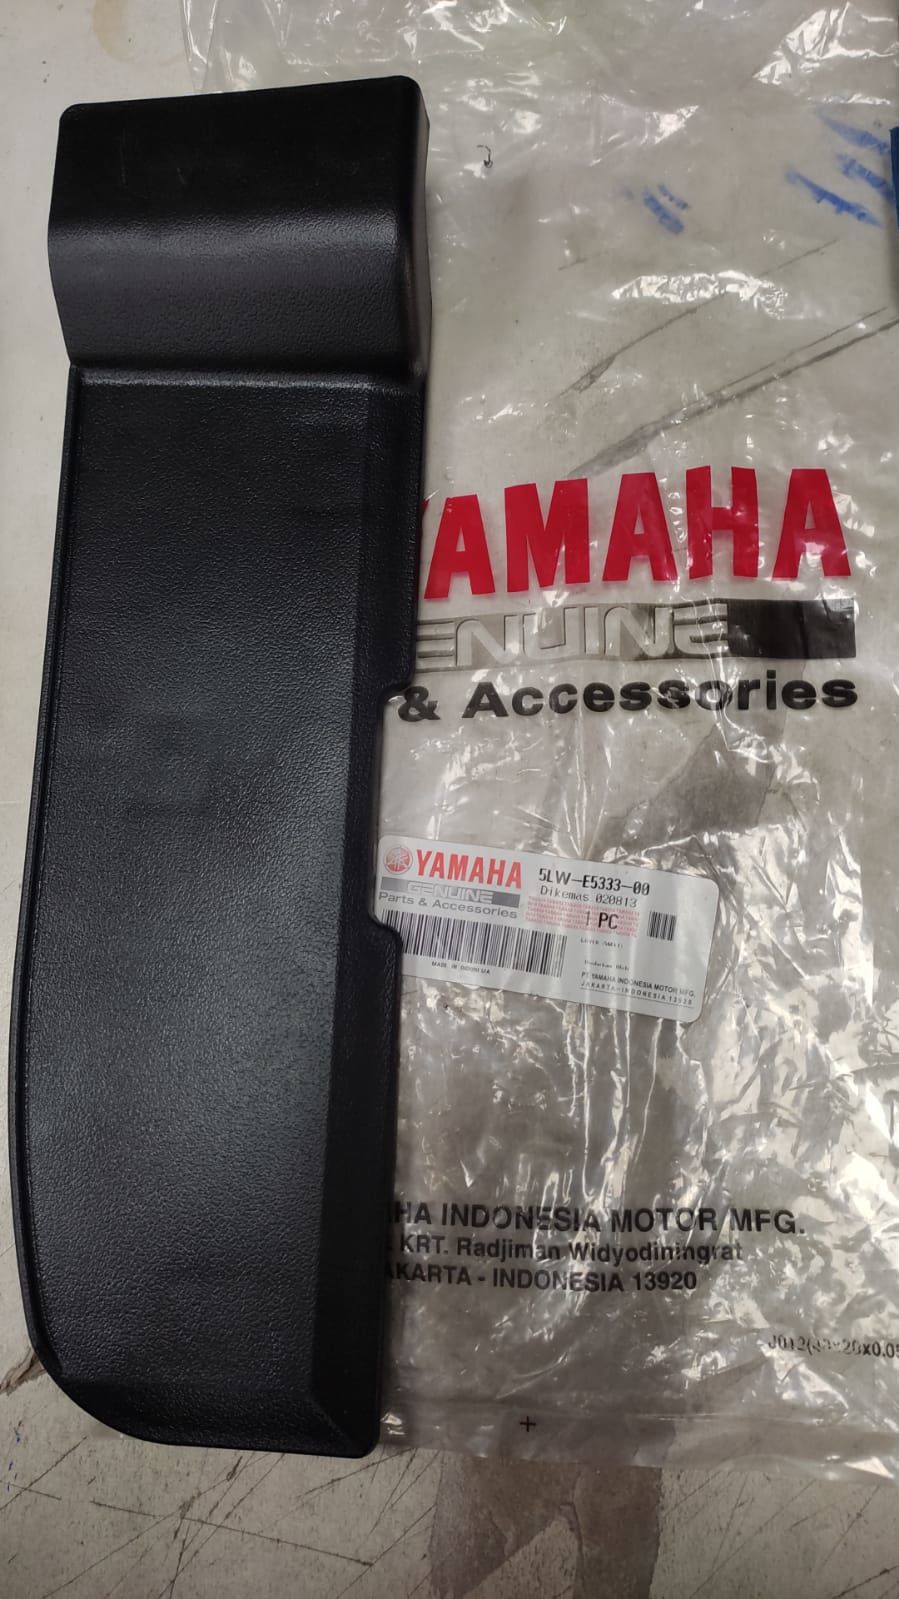 YAMAHA
GENUINE
& Accessories
YAMAHA
GENUINE
Parts & Accessories
5LW-E5333-00
Dikemas 020813
1 PC
MADE IN INDONESIA
PT YAMAHA INDONESIA MOTOR MFG.
JAKARTA-INDONESIA 13920
HA INDONESIA MOTOR MFG.
KRT. Radjiman Widyodiningrat
AKARTA - INDONESIA 13920